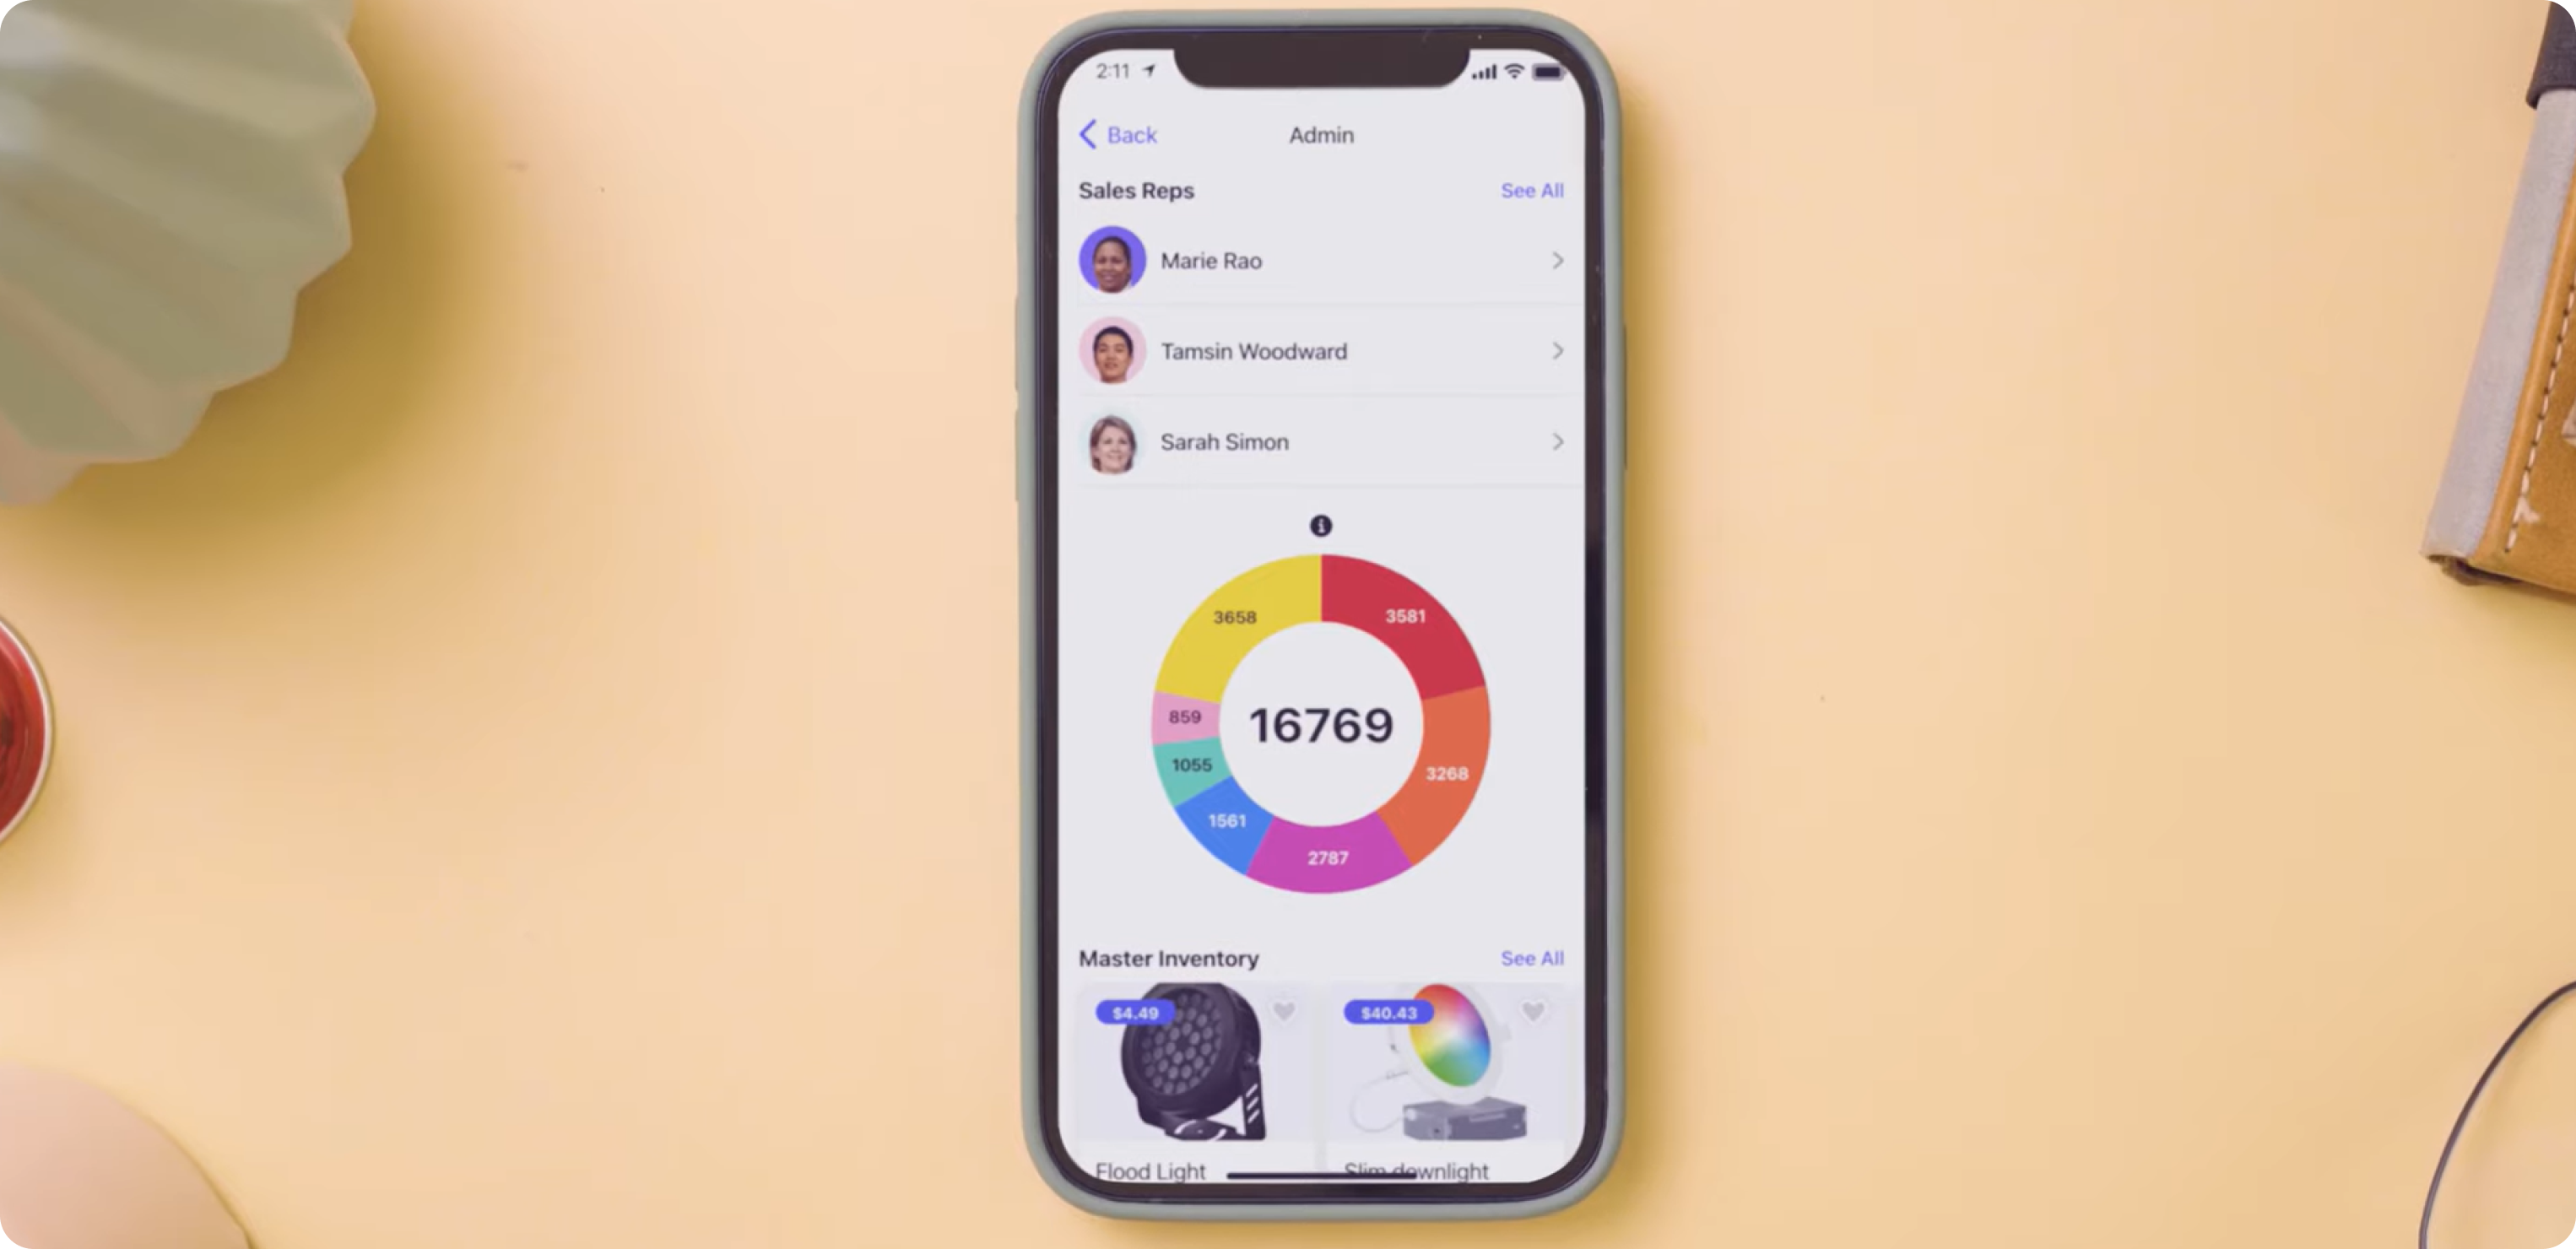 2:11
Back
Admin
Sales Reps
See All
Marie Rao
Tamsin Woodward
Sarah Simon
3658
3581
859
16769
1055
3268
1561
2787
Master Inventory
See All
$4.49
$40.43
Flood Light
Slim downlight